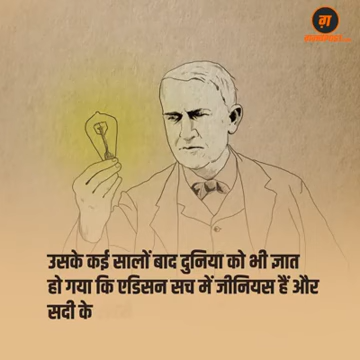 ग़
उसके कई सालों बाद दुनिया को भी ज्ञात
हो गया कि एडिसन सच में जीनियस हैं और
सदी के